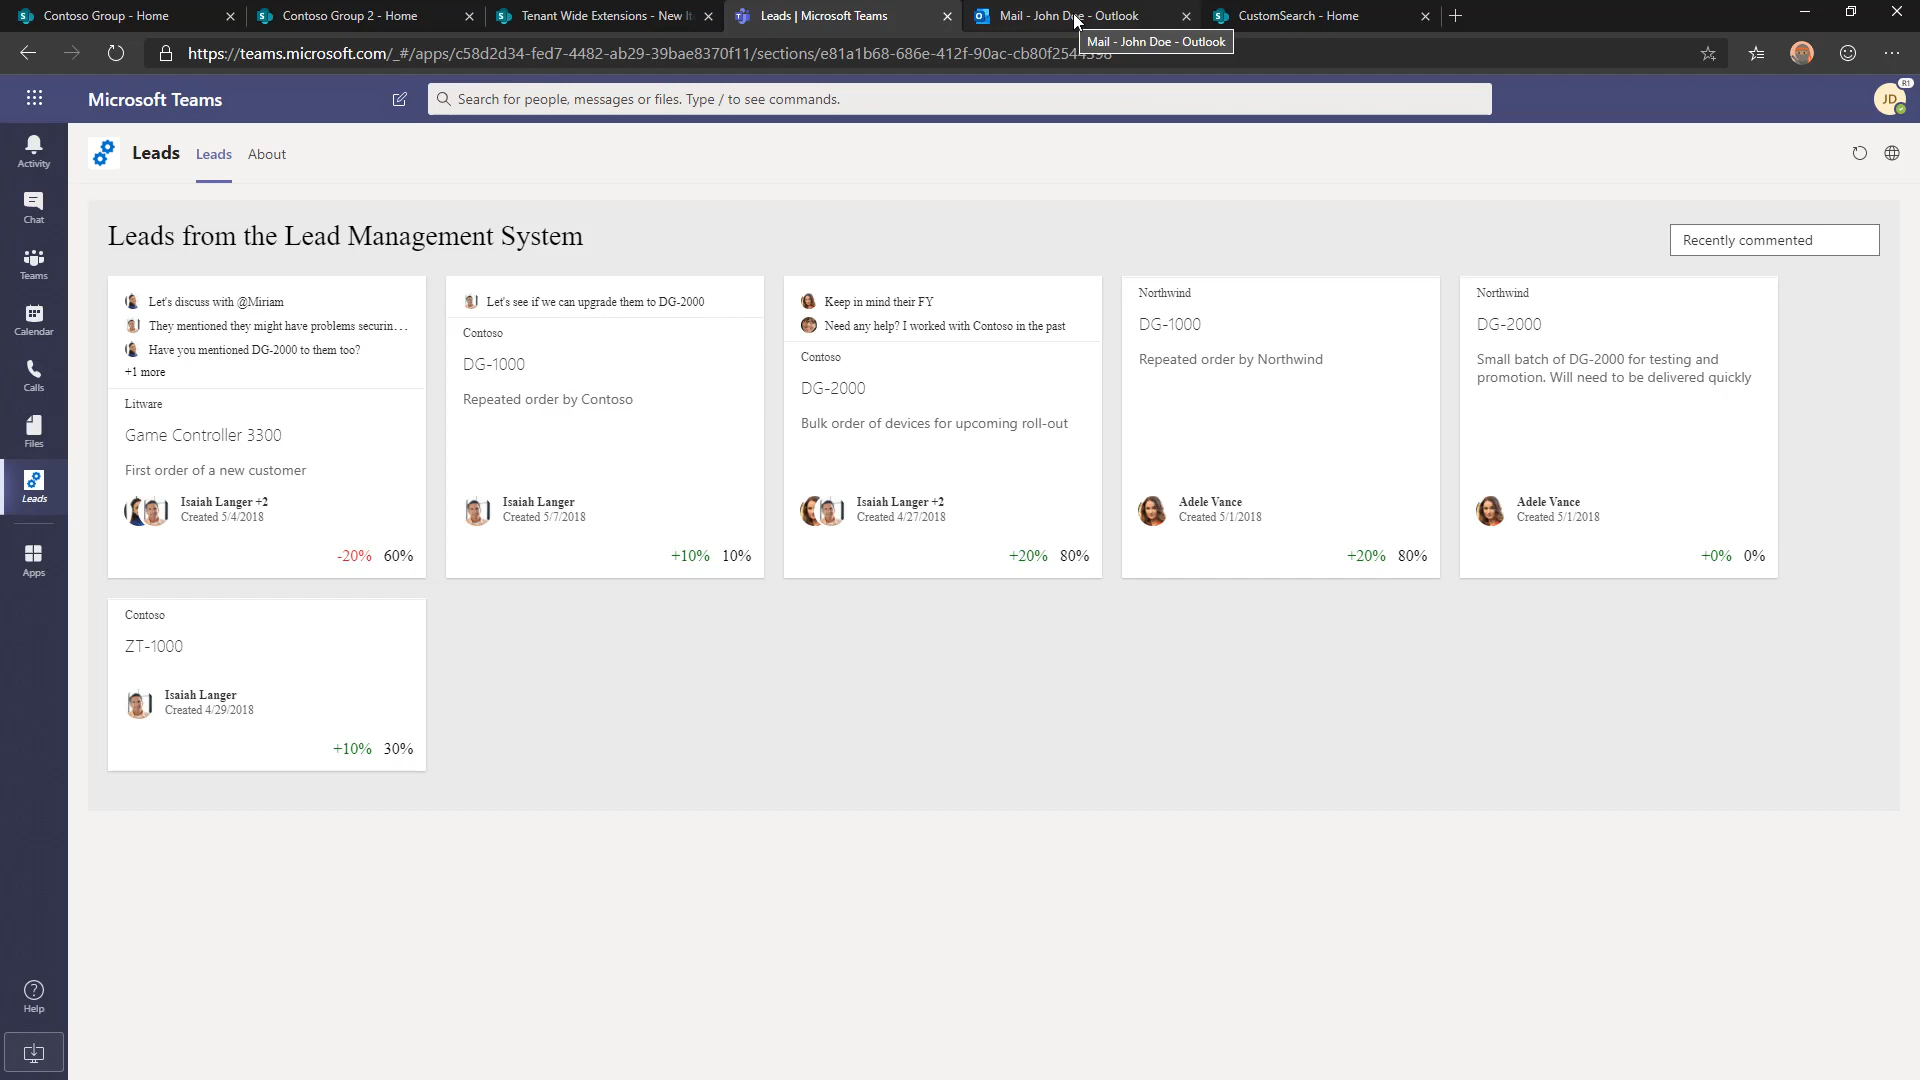 Contoso Group - Home
Contoso Group 2 - Home
Tenant Wide Extensions - New It
Leads | Microsoft Teams
Mail - John Doe - Outlook
CustomSearch - Home
https://teams.microsoft.com/_#/apps/c58d2d34-fed7-4482-ab29-39bae8370f11/sections/e81a1b68-686e-412f-90ac-cb80f2544398
Mail - John Doe - Outlook
Microsoft Teams
Search for people, messages or files. Type / to see commands.
JD
R1
Activity
Chat
Teams
Calendar
Calls
Files
Leads
Apps
Help
Leads
Leads
About
Leads from the Lead Management System
Recently commented
Let's discuss with @Miriam
They mentioned they might have problems securin...
Have you mentioned DG-2000 to them too?
+1 more
Litware
Game Controller 3300
First order of a new customer
Isaiah Langer +2
Created 5/4/2018
-20% 60%
Let's see if we can upgrade them to DG-2000
Contoso
DG-1000
Repeated order by Contoso
Isaiah Langer
Created 5/7/2018
+10% 10%
Keep in mind their FY
Need any help? I worked with Contoso in the past
Contoso
DG-2000
Bulk order of devices for upcoming roll-out
Isaiah Langer +2
Created 4/27/2018
+20% 80%
Northwind
DG-1000
Repeated order by Northwind
Adele Vance
Created 5/1/2018
+20% 80%
Northwind
DG-2000
Small batch of DG-2000 for testing and
promotion. Will need to be delivered quickly
Adele Vance
Created 5/1/2018
+0% 0%
Contoso
ZT-1000
Isaiah Langer
Created 4/29/2018
+10% 30%